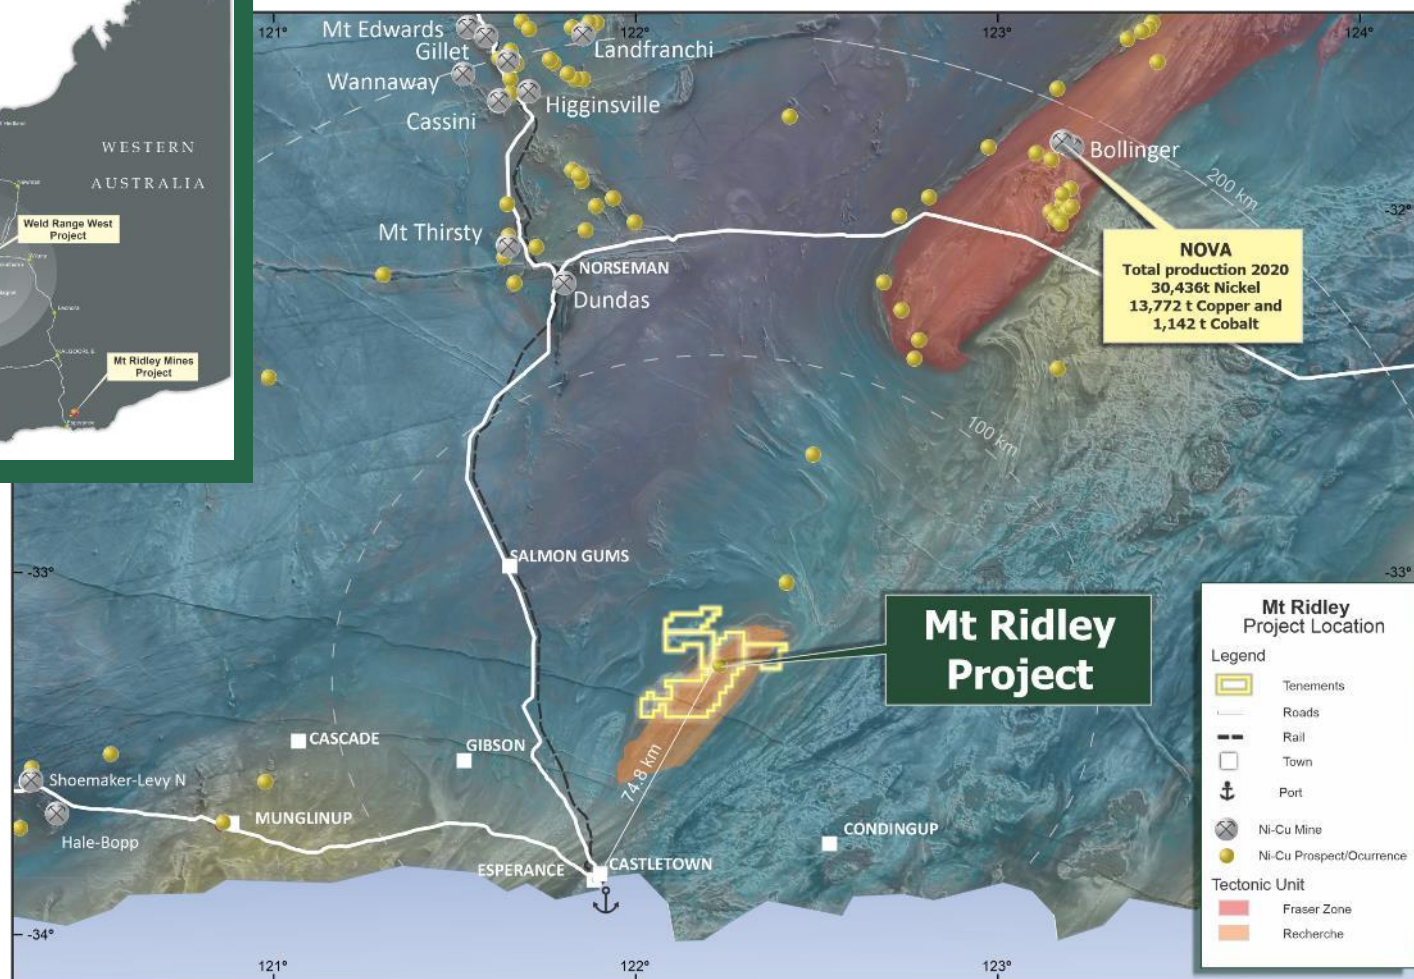 WESTERN
AUSTRALIA
Weld Range West
Project
Mt Ridley Mines
Project
121°
122°
123°
124°
Mt Edwards
Gillet
Landfranchi
Wannaway
Higginsville
Cassini
Bollinger
200 km
-32°
Mt Thirsty
NORSEMAN
Dundas
NOVA
Total production 2020
30,436t Nickel
13,772 t Copper and
1,142 t Cobalt
100 km
SALMON GUMS
-33°
-33°
Mt Ridley
Project
CASCADE
GIBSON
74.8 km
Shoemaker-Levy N
Hale-Bopp
MUNGLINUP
CONDINGUP
ESPERANCE
CASTLETOWN
-34°
121°
122°
123°
Mt Ridley
Project Location
Legend
Tenements
Roads
Rail
Town
Port
Ni-Cu Mine
Ni-Cu Prospect/Ocurrence
Tectonic Unit
Fraser Zone
Recherche